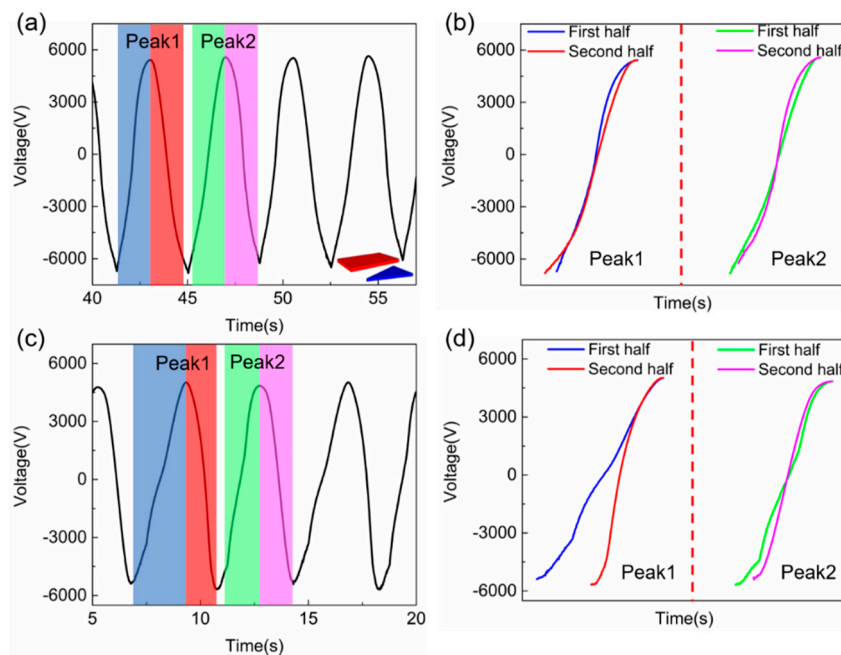 (a)
Peak1 Peak2
6000
3000
0
-3000
-6000
Voltage(V)
40 45 50 55
Time(s)
(b)
First half
Second half
First half
Second half
6000
3000
0
-3000
-6000
Voltage(V)
Peak1 Peak2
Time(s)
(c)
Peak1 Peak2
6000
3000
0
-3000
-6000
Voltage(V)
5 10 15 20
Time(s)
(d)
First half
Second half
First half
Second half
6000
3000
0
-3000
-6000
Voltage(V)
Peak1 Peak2
Time(s)